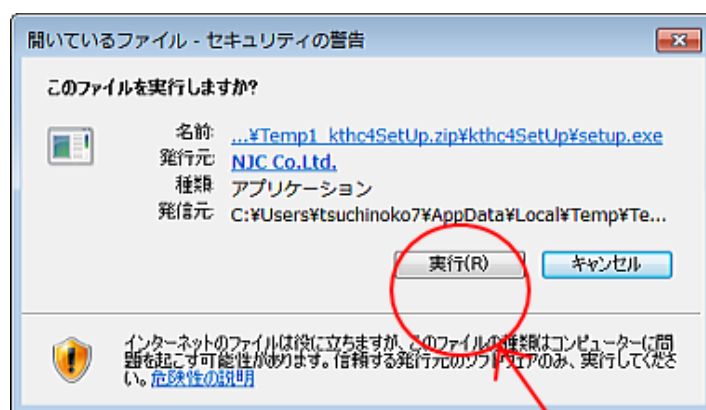 開いているファイル - セキュリティの警告
このファイルを実行しますか?
名前: ...¥Temp1_kthc4SetUp.zip¥kthc4SetUp¥setup.exe
発行元: NJC Co.Ltd.
種類: アプリケーション
発信元: C:¥Users¥tsuchinoko7¥AppData¥Local¥Temp¥Te...
実行(R) キャンセル
インターネットのファイルは役に立ちますが、このファイルの種類はコンピューターに問
題を起こす可能性があります。信頼する発行元のソフトウェアのみ、実行してくださ
い。危険性の説明